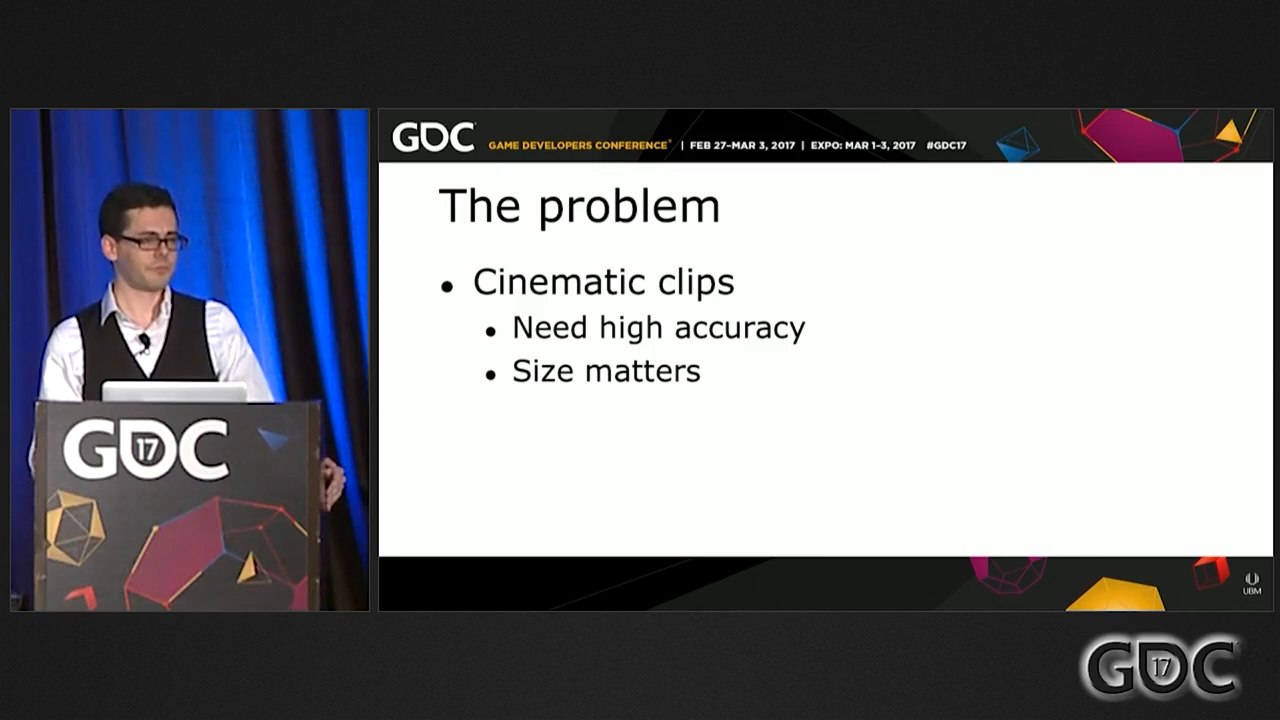 GDC
GAME DEVELOPERS CONFERENCE® | FEB 27–MAR 3, 2017 | EXPO: MAR 1-3, 2017 #GDC17
The problem
• Cinematic clips
• Need high accuracy
• Size matters
GDC
17
UBM
GDC
17